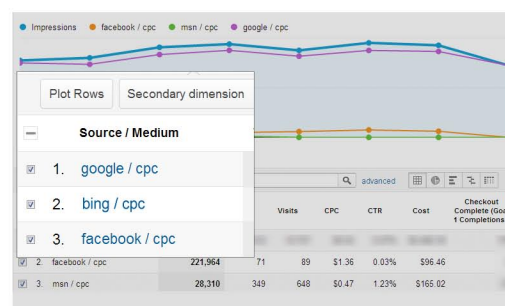 Impressions facebook / cpc msn / cpc google / cpc
Plot Rows Secondary dimension
Source / Medium
1. google / cpc
2. bing / cpc
3. facebook / cpc
advanced
Visits CPC CTR Cost Checkout
Complete (Goa
1 Completions
2. facebook / cpc 221,964 71 89 $1.36 0.03% $96.46
3. msn / cpc 28,310 349 648 $0.47 1.23% $165.02